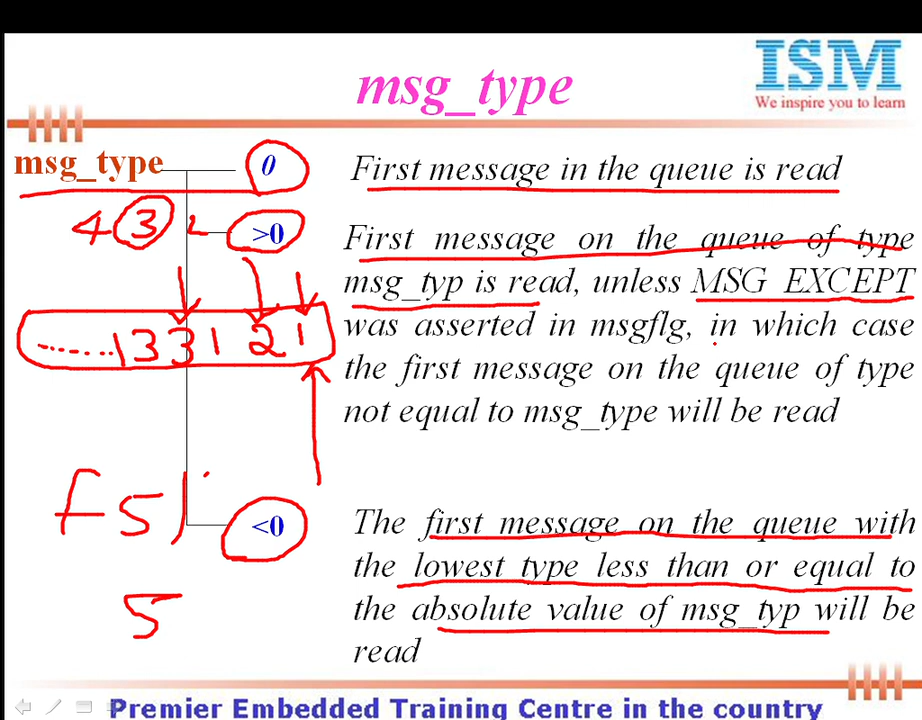 msg_type
ISM
We inspire you to learn
msg_type
0
First message in the queue is read
4 3 2
>0
First message on the queue of type
msg_typ is read, unless MSG EXCEPT
was asserted in msgflg, in which case
the first message on the queue of type
not equal to msg_type will be read
...... 1 3 3 1 2 1
5
<0
The first message on the queue with
the lowest type less than or equal to
the absolute value of msg_typ will be
read
5
Premier Embedded Training Centre in the country